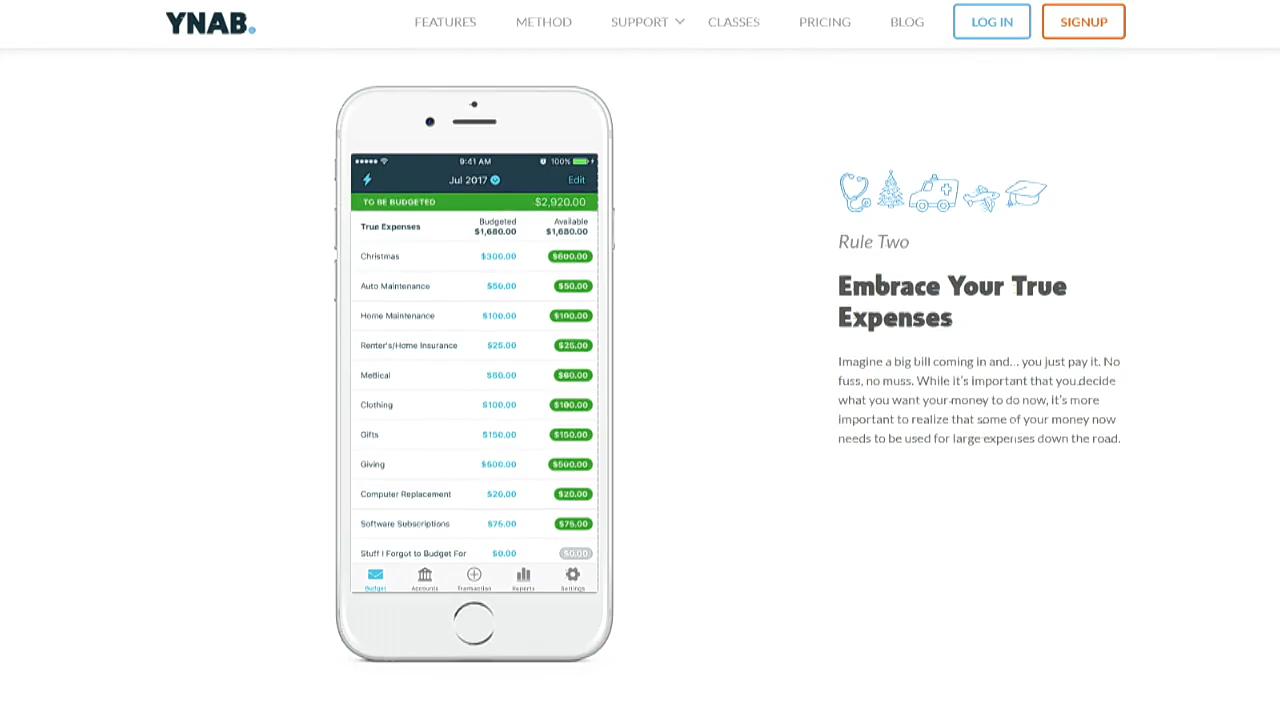 YNAB.
FEATURES
METHOD
SUPPORT
CLASSES
PRICING
BLOG
LOG IN
SIGNUP
9:41 AM
100%
Jul 2017
Edit
TO BE BUDGETED
$2,920.00
True Expenses
Budgeted
$1,680.00
Available
$1,680.00
Christmas $300.00 $600.00
Auto Maintenance $50.00 $50.00
Home Maintenance $100.00 $100.00
Renter's/Home Insurance $25.00 $25.00
Medical
Clothing $100.00 $100.00
Gifts $150.00 $150.00
Giving $500.00
Computer Replacement $20.00 $20.00
Software Subscriptions $75.00 $75.00
Stuff I Forgot to Budget For $0.00 $0.00
Budget
Accounts
Transaction
Reports
Settings
Rule Two
Embrace Your True
Expenses
Imagine a big bill coming in and... you just pay it. No
fuss, no muss. While it's important that you decide
what you want your money to do now, it's more
important to realize that some of your money now
needs to be used for large expenses down the road.